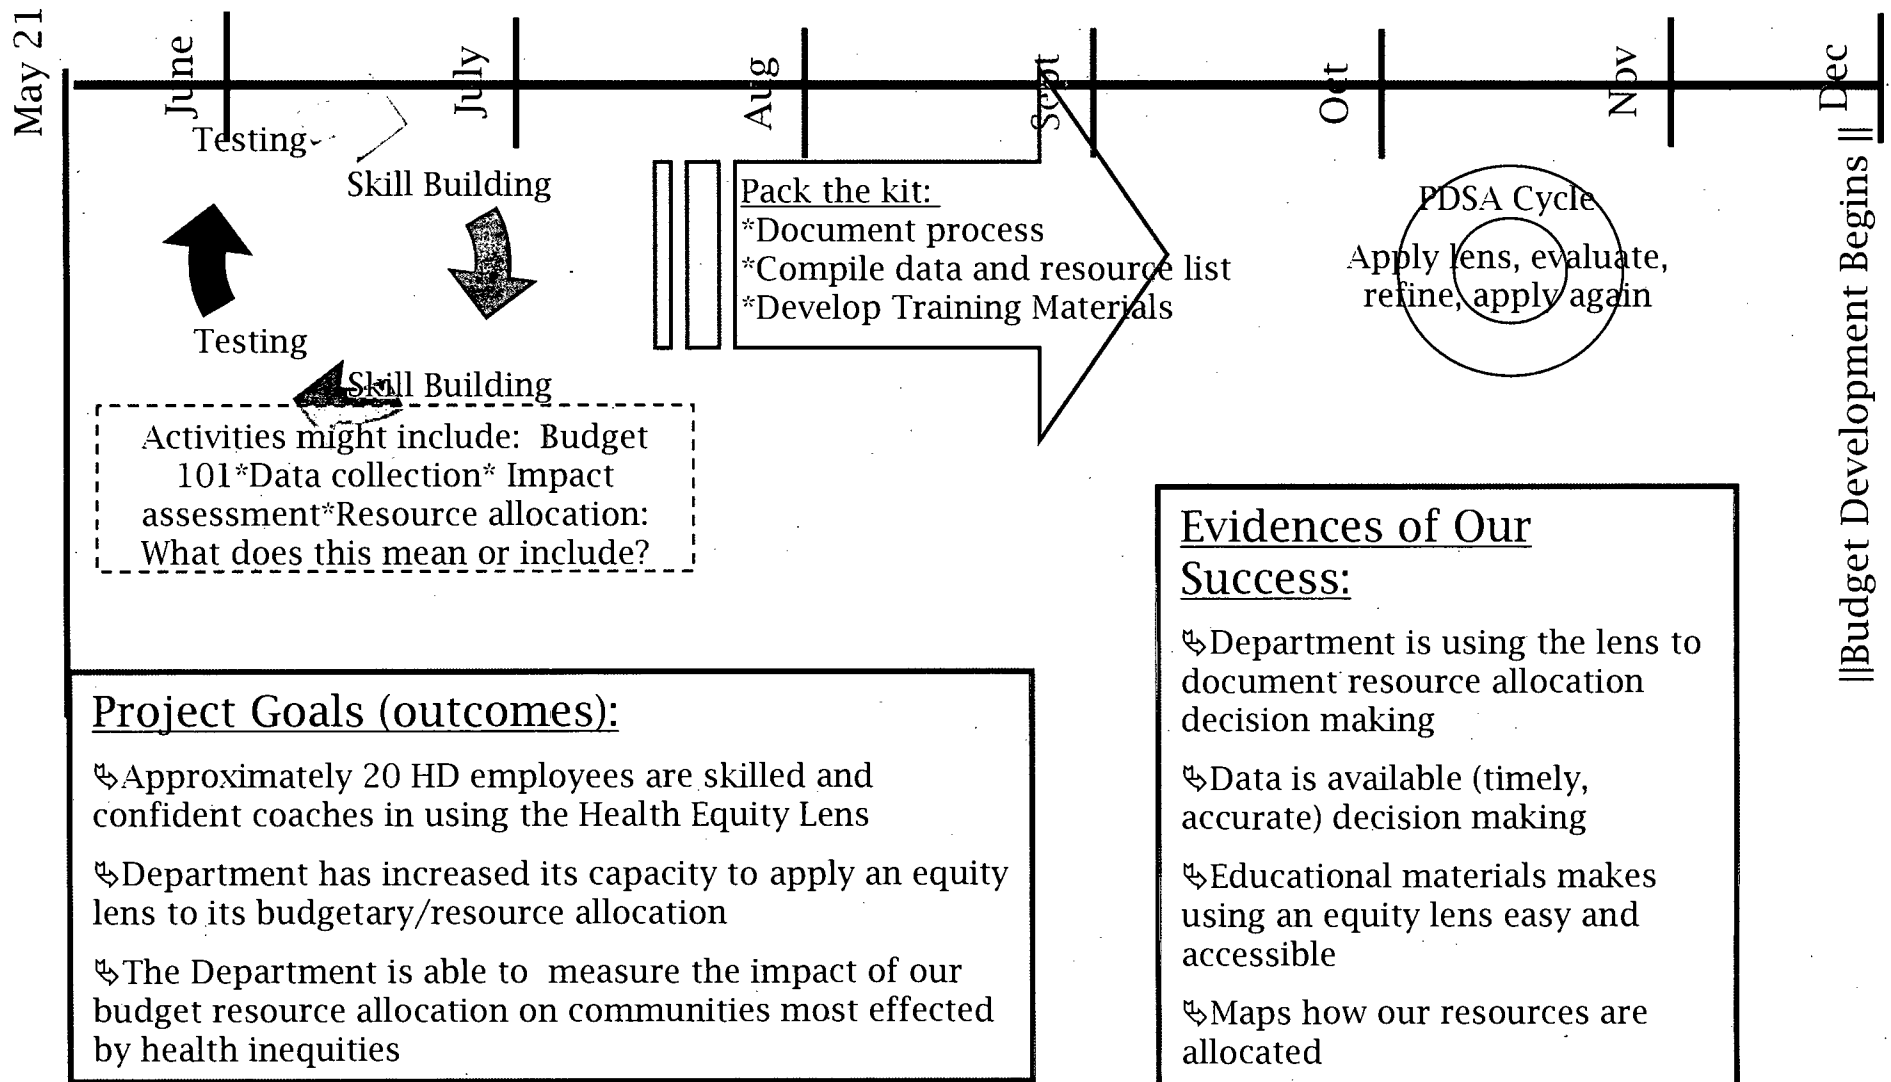 May 21
June
July
Aug
Sept
Oct
Nov
Dec
Testing
Skill Building
Testing
Skill Building
Activities might include:  Budget
101*Data collection* Impact
assessment*Resource allocation:
What does this mean or include?
Pack the kit:
*Document process
*Compile data and resource list
*Develop Training Materials
PDSA Cycle
Apply lens, evaluate,
refine, apply again
||Budget Development Begins ||
Project Goals (outcomes):
⮱Approximately 20 HD employees are skilled and
confident coaches in using the Health Equity Lens
⮱Department has increased its capacity to apply an equity
lens to its budgetary/resource allocation
⮱The Department is able to  measure the impact of our
budget resource allocation on communities most effected
by health inequities
Evidences of Our
Success:
⮱Department is using the lens to
document resource allocation
decision making
⮱Data is available (timely,
accurate) decision making
⮱Educational materials makes
using an equity lens easy and
accessible
⮱Maps how our resources are
allocated